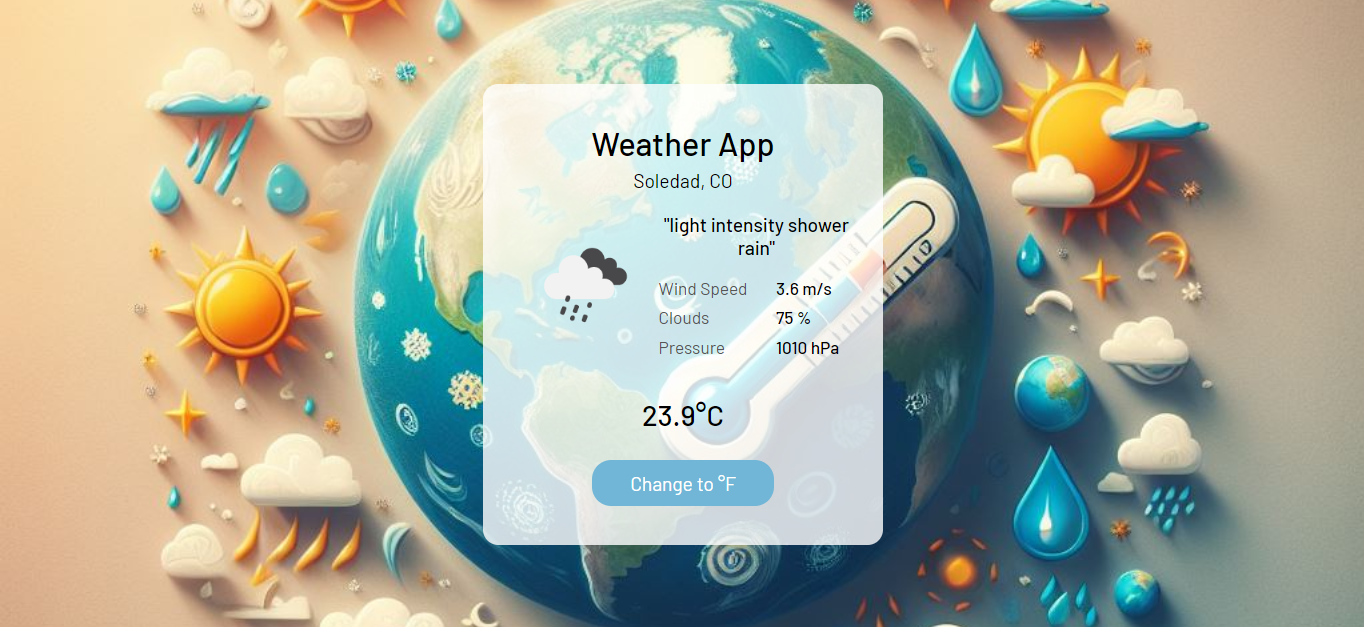 Weather App
Soledad, CO
"light intensity shower
rain"
Wind Speed 3.6 m/s
Clouds 75 %
Pressure 1010 hPa
23.9°C
Change to °F